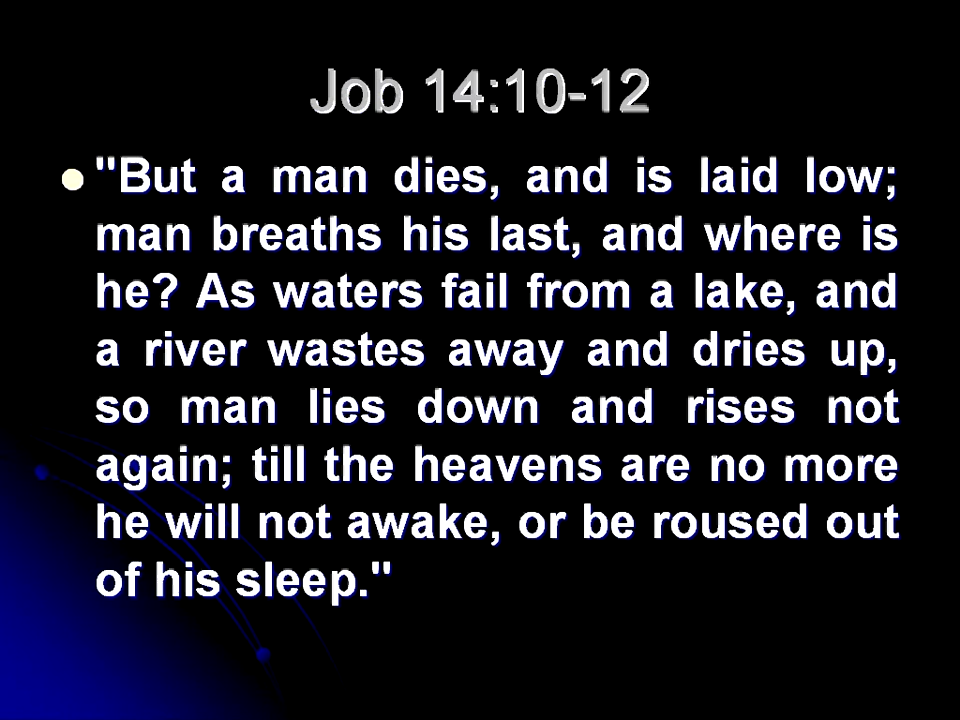 Job 14:10-12
"But a man dies, and is laid low;
man breaths his last, and where is
he? As waters fail from a lake, and
a river wastes away and dries up,
so man lies down and rises not
again; till the heavens are no more
he will not awake, or be roused out
of his sleep."